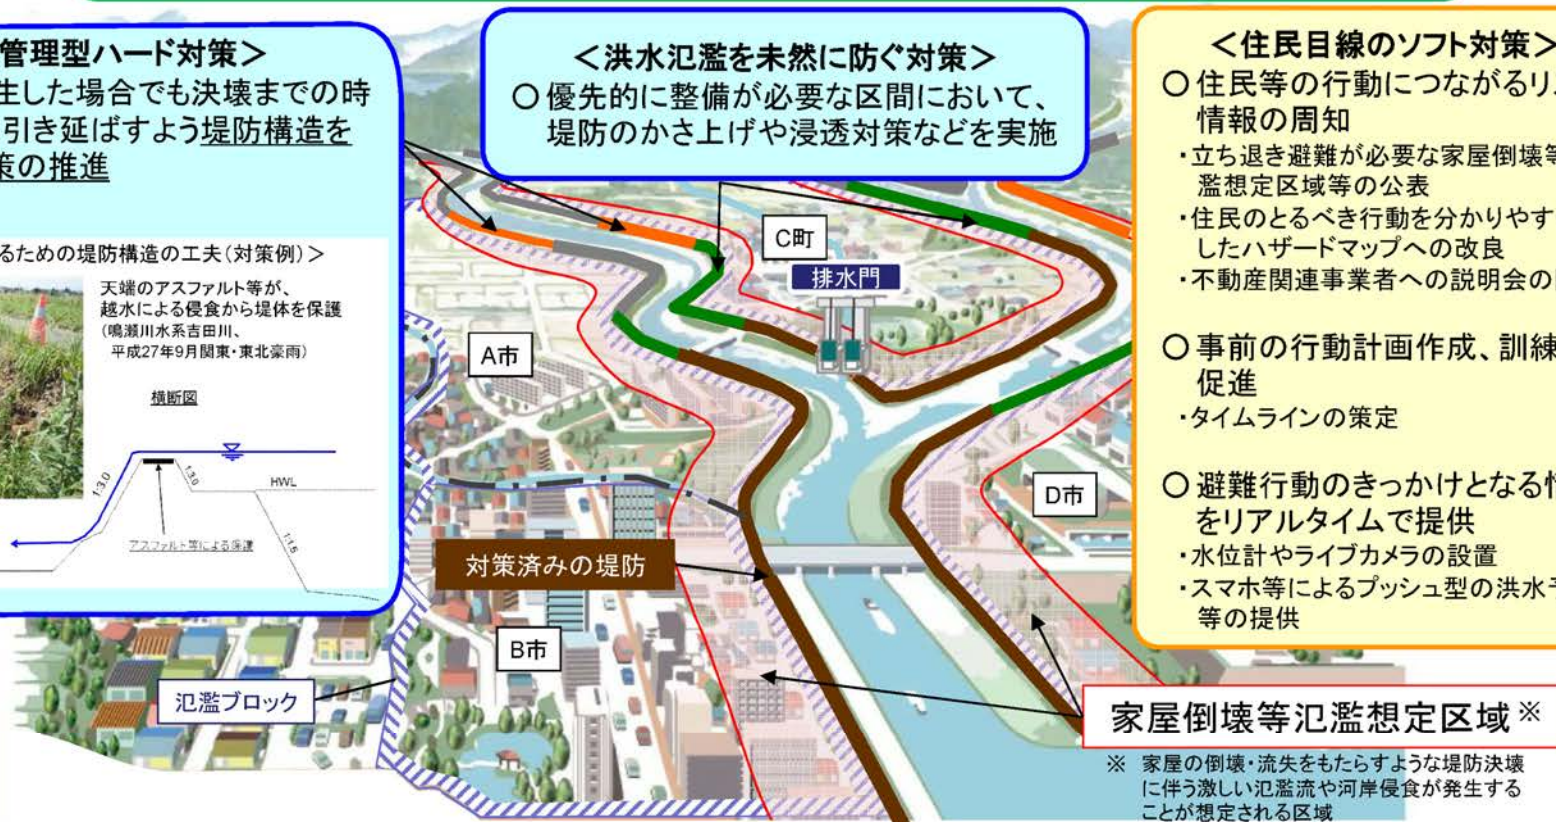 管理型ハード対策＞
生した場合でも決壊までの時
引き延ばすよう堤防構造を
策の推進
るための堤防構造の工夫(対策例)＞
天端のアスファルト等が、
越水による侵食から堤体を保護
(鳴瀬川水系吉田川、
平成27年9月関東・東北豪雨)
横断図
1:3.0
1:3.0
HWL
1:1.5
アスファルト等による保護
＜洪水氾濫を未然に防ぐ対策＞
○優先的に整備が必要な区間において、
堤防のかさ上げや浸透対策などを実施
C町
排水門
A市
D市
対策済みの堤防
B市
氾濫ブロック
＜住民目線のソフト対策＞
○住民等の行動につながるリ
情報の周知
・立ち退き避難が必要な家屋倒壊等
濫想定区域等の公表
・住民のとるべき行動を分かりやす
したハザードマップへの改良
・不動産関連事業者への説明会の
○事前の行動計画作成、訓練
促進
・タイムラインの策定
○避難行動のきっかけとなる
をリアルタイムで提供
・水位計やライブカメラの設置
・スマホ等によるプッシュ型の洪水
等の提供
家屋倒壊等氾濫想定区域※
※ 家屋の倒壊・流失をもたらすような堤防決壊
に伴う激しい氾濫流や河岸侵食が発生する
ことが想定される区域